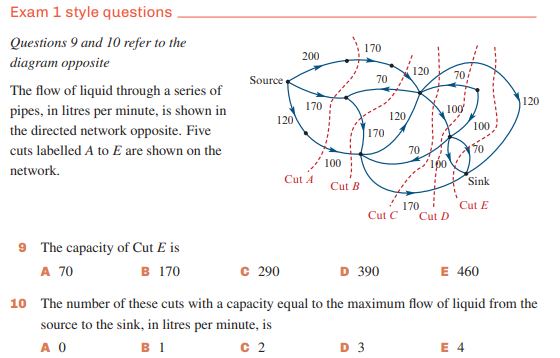 Exam 1 style questions
Questions 9 and 10 refer to the
diagram opposite
The flow of liquid through a series of
pipes, in litres per minute, is shown in
the directed network opposite. Five
cuts labelled A to E are shown on the
network.
200
170
Source
70
120
70
170
120
120
120
100
170
100
70
70
100
100
Cut A
Cut B
Sink
170
Cut C
Cut D
Cut E
9 The capacity of Cut E is
A 70 B 170 C 290 D 390 E 460
10 The number of these cuts with a capacity equal to the maximum flow of liquid from the
source to the sink, in litres per minute, is
A 0 B 1 C 2 D 3 E 4